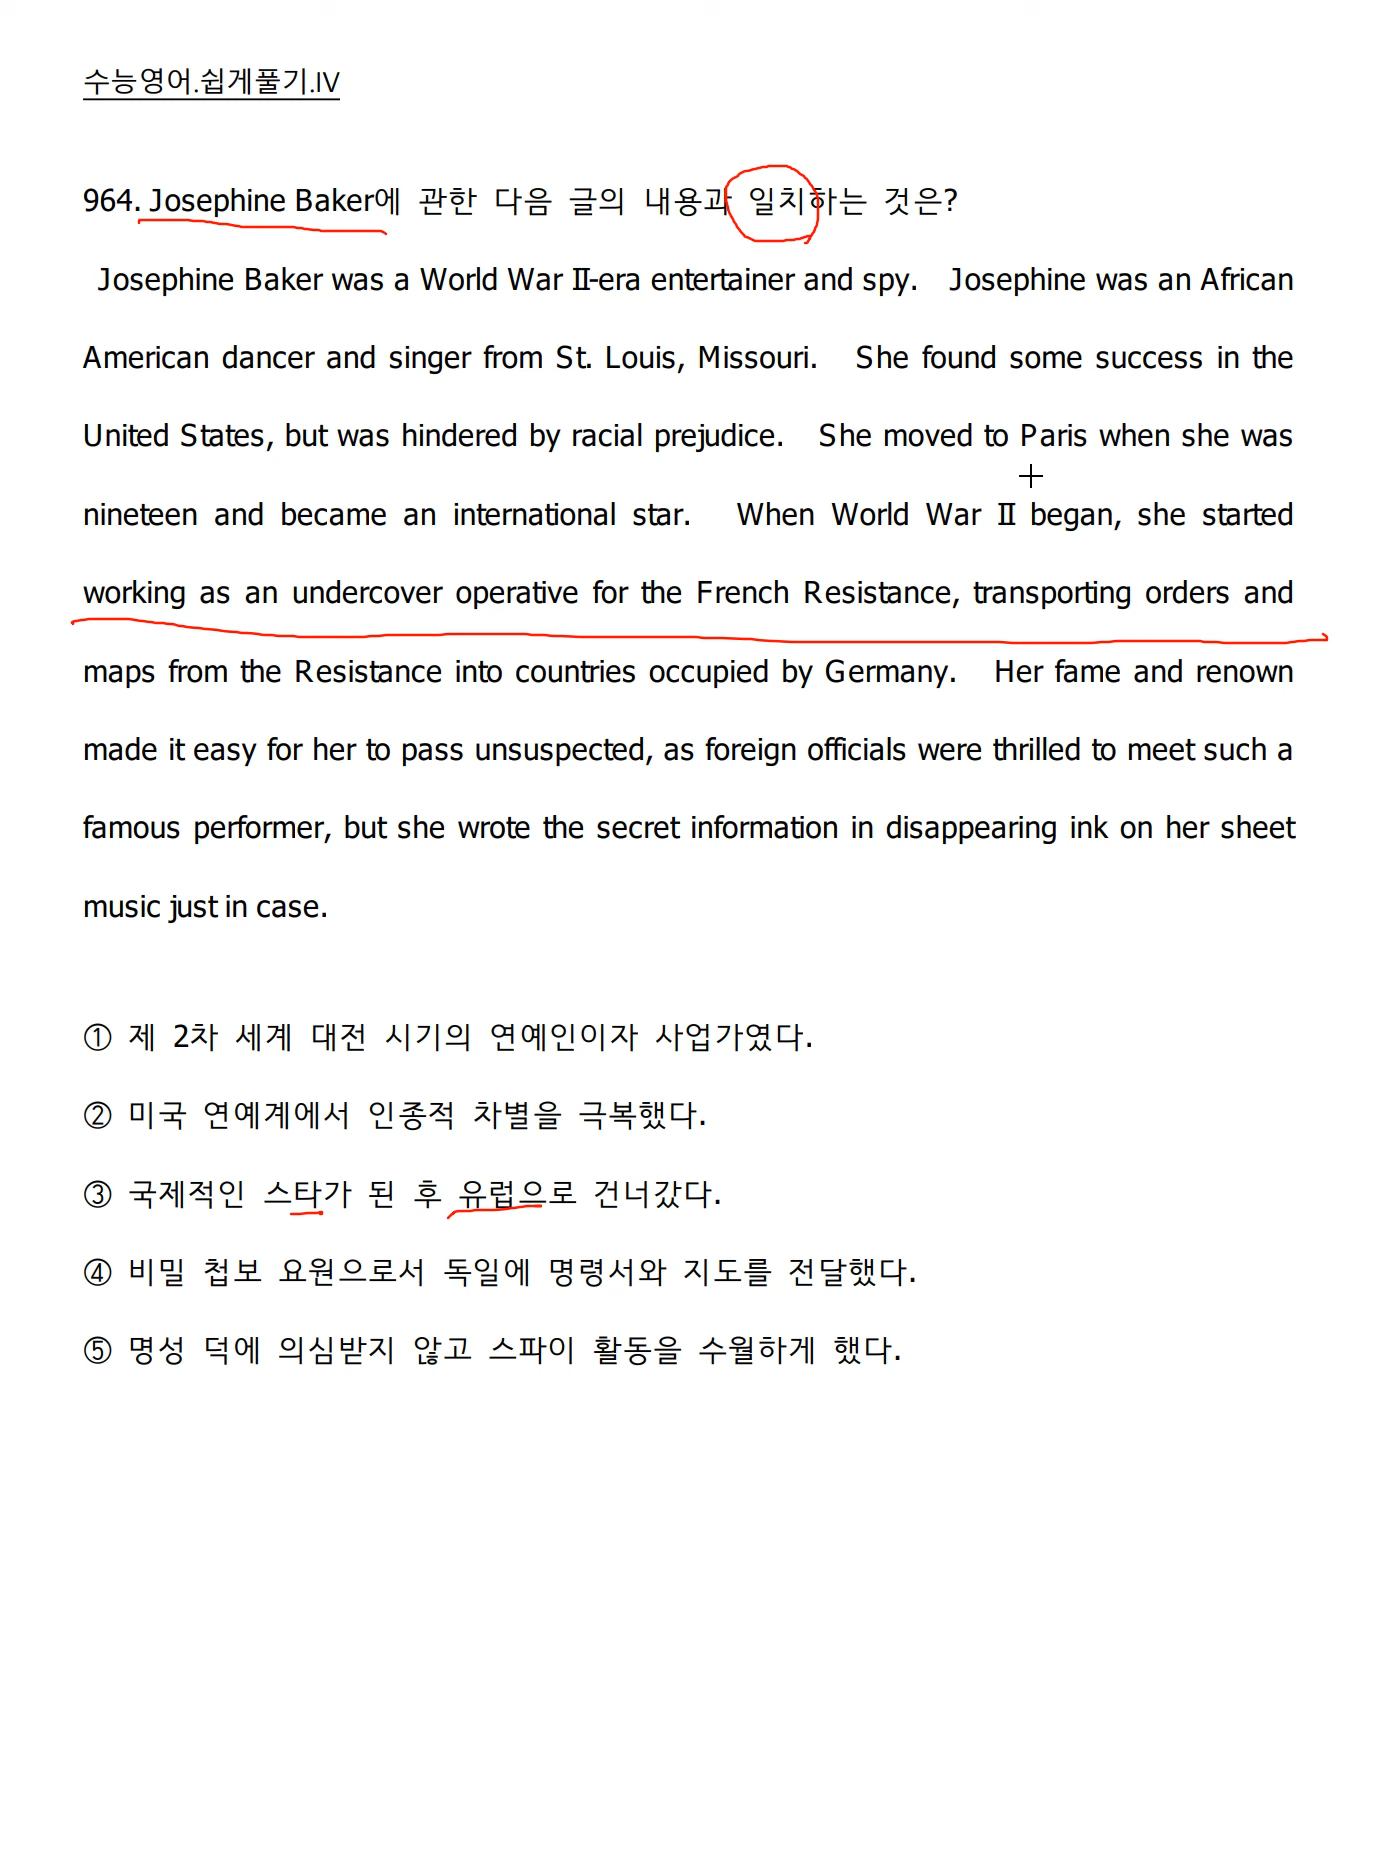 수능영어.쉽게풀기.IV
964. Josephine Baker에 관한 다음 글의 내용과 일치하는 것은?
Josephine Baker was a World War Ⅱ-era entertainer and spy. Josephine was an African
American dancer and singer from St. Louis, Missouri. She found some success in the
United States, but was hindered by racial prejudice. She moved to Paris when she was
nineteen and became an international star. When World War Ⅱ began, she started
working as an undercover operative for the French Resistance, transporting orders and
maps from the Resistance into countries occupied by Germany. Her fame and renown
made it easy for her to pass unsuspected, as foreign officials were thrilled to meet such a
famous performer, but she wrote the secret information in disappearing ink on her sheet
music just in case.
① 제 2차 세계 대전 시기의 연예인이자 사업가였다.
② 미국 연예계에서 인종적 차별을 극복했다.
③ 국제적인 스타가 된 후 유럽으로 건너갔다.
④ 비밀 첩보 요원으로서 독일에 명령서와 지도를 전달했다.
⑤ 명성 덕에 의심받지 않고 스파이 활동을 수월하게 했다.